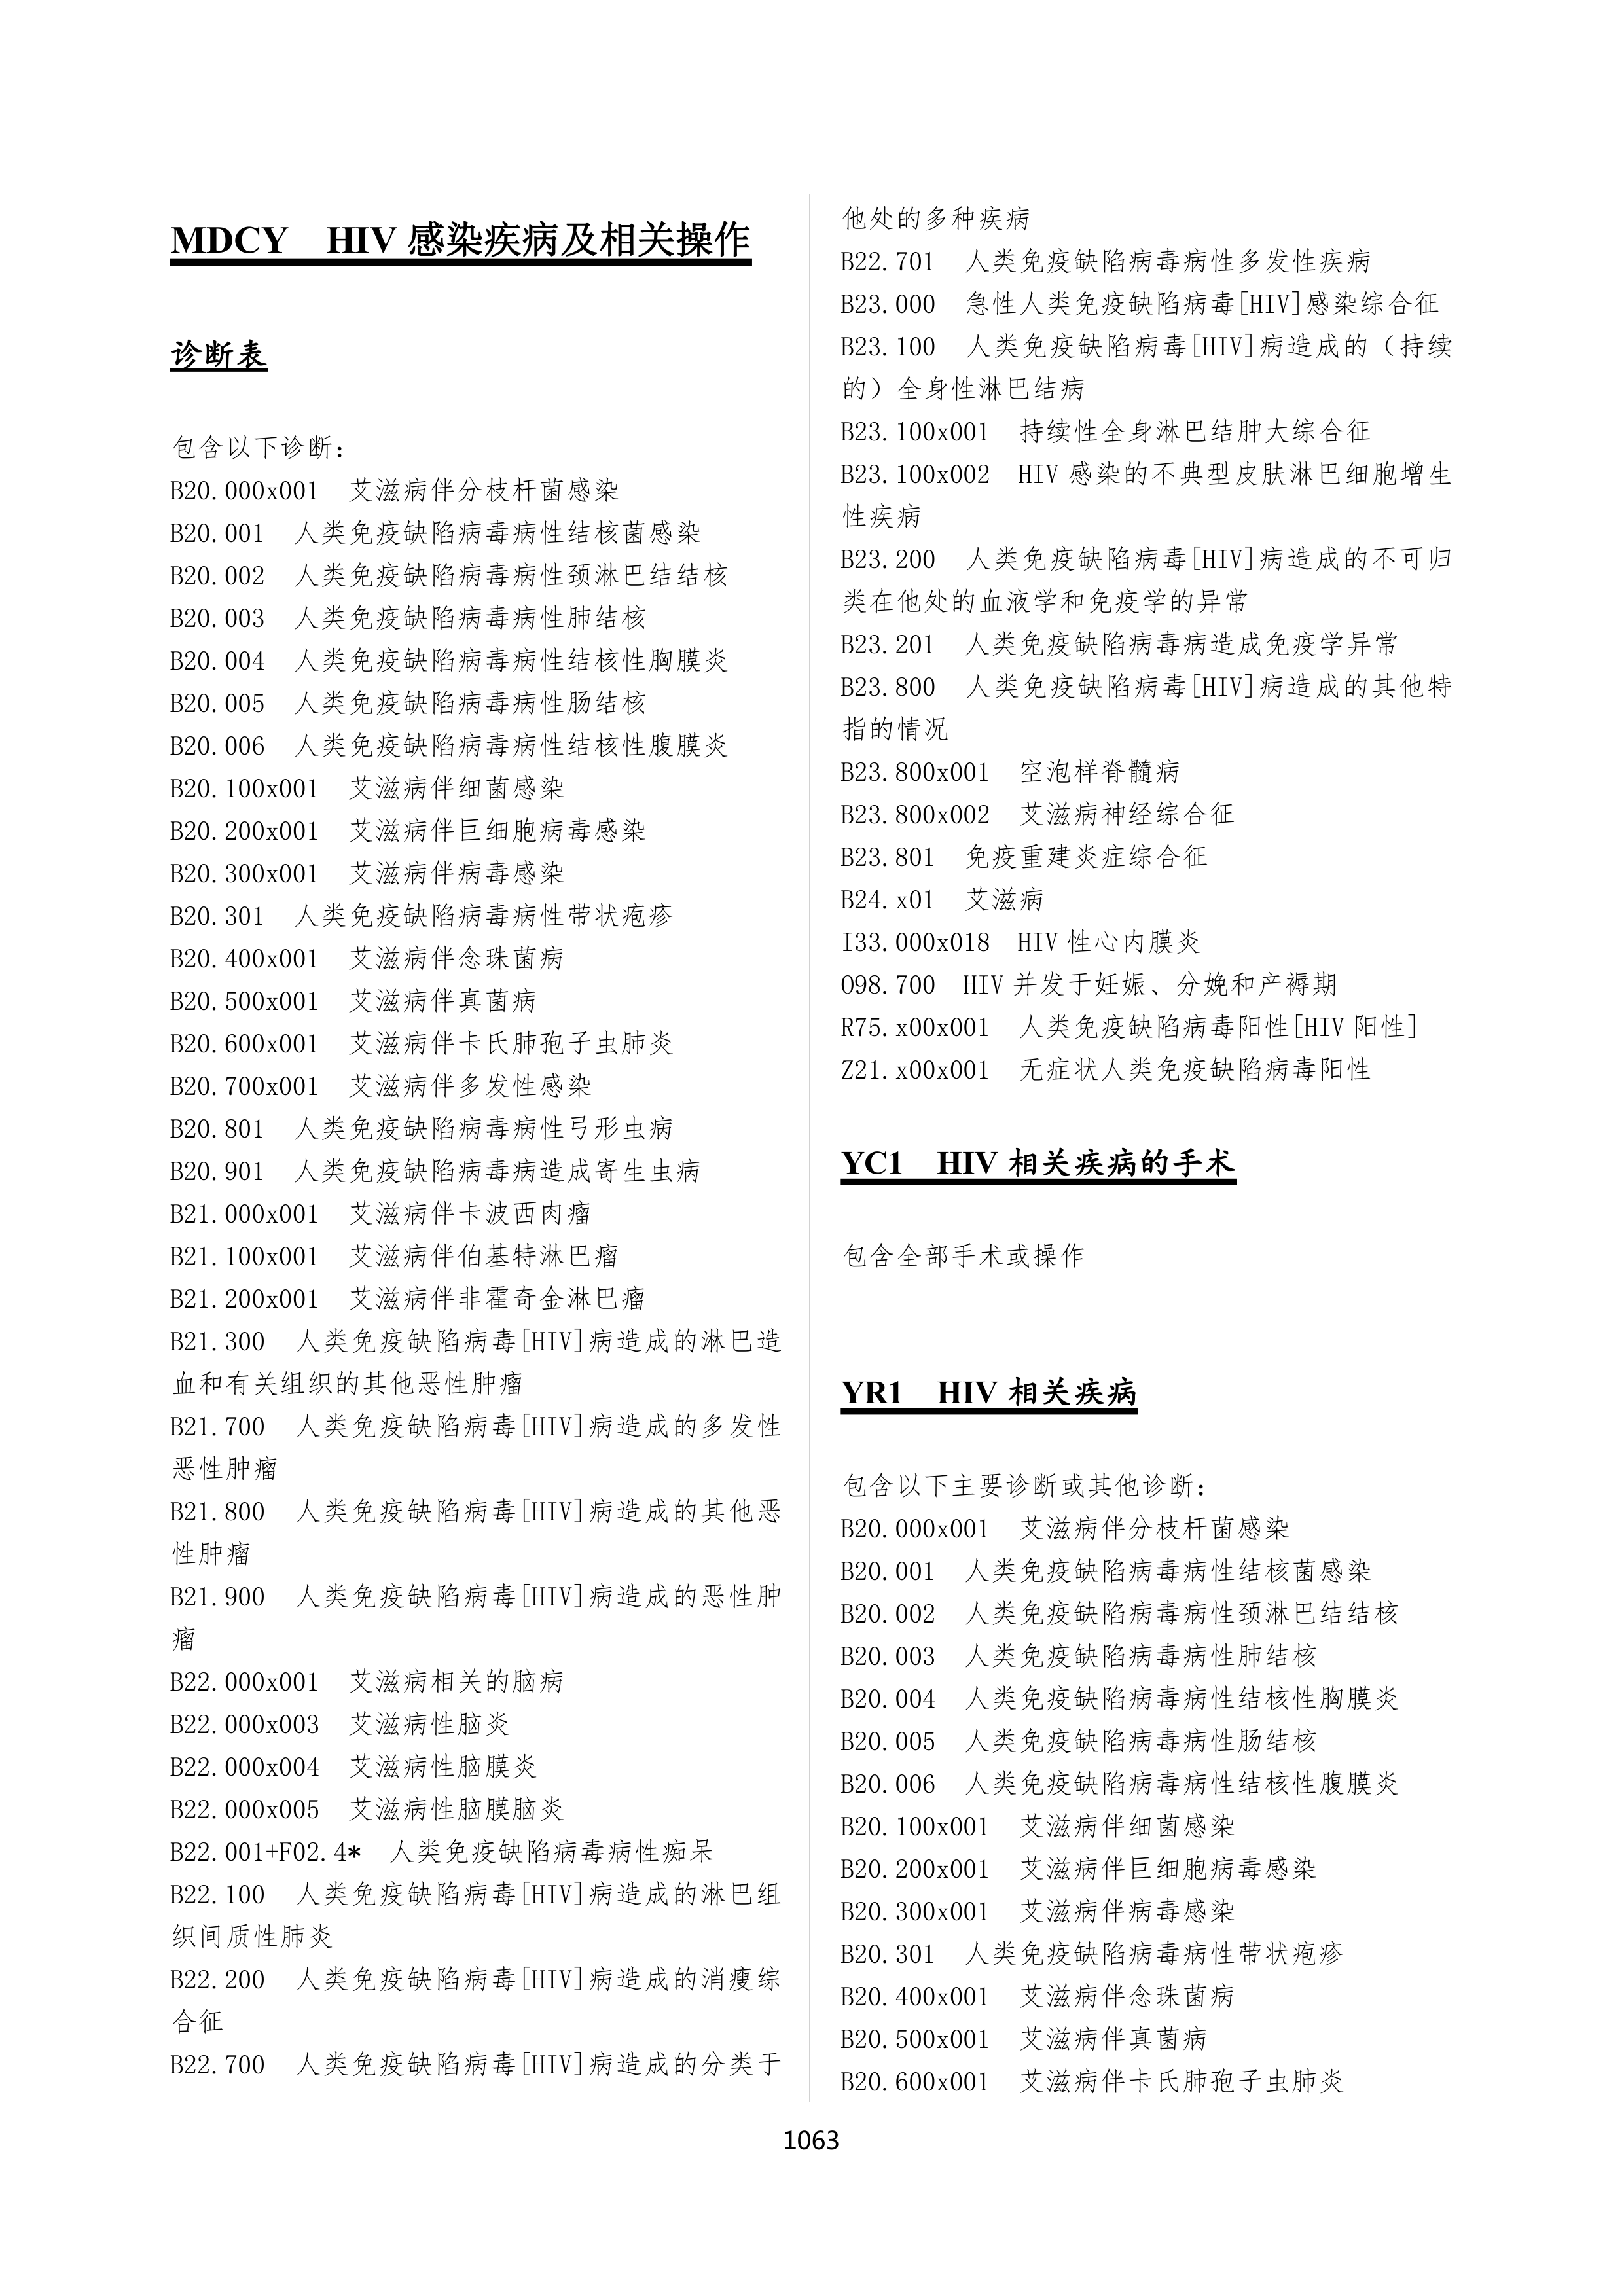 MDCY HIV 感染疾病及相关操作
诊断表
包含以下诊断：
B20.000x001 艾滋病伴分枝杆菌感染
B20.001 人类免疫缺陷病毒病性结核菌感染
B20.002 人类免疫缺陷病毒病性颈淋巴结结核
B20.003 人类免疫缺陷病毒病性肺结核
B20.004 人类免疫缺陷病毒病性结核性胸膜炎
B20.005 人类免疫缺陷病毒病性肠结核
B20.006 人类免疫缺陷病毒病性结核性腹膜炎
B20.100x001 艾滋病伴细菌感染
B20.200x001 艾滋病伴巨细胞病毒感染
B20.300x001 艾滋病伴病毒感染
B20.301 人类免疫缺陷病毒病性带状疱疹
B20.400x001 艾滋病伴念珠菌病
B20.500x001 艾滋病伴真菌病
B20.600x001 艾滋病伴卡氏肺孢子虫肺炎
B20.700x001 艾滋病伴多发性感染
B20.801 人类免疫缺陷病毒病性弓形虫病
B20.901 人类免疫缺陷病毒病造成寄生虫病
B21.000x001 艾滋病伴卡波西肉瘤
B21.100x001 艾滋病伴伯基特淋巴瘤
B21.200x001 艾滋病伴非霍奇金淋巴瘤
B21.300 人类免疫缺陷病毒[HIV]病造成的淋巴造
血和有关组织的其他恶性肿瘤
B21.700 人类免疫缺陷病毒[HIV]病造成的多发性
恶性肿瘤
B21.800 人类免疫缺陷病毒[HIV]病造成的其他恶
性肿瘤
B21.900 人类免疫缺陷病毒[HIV]病造成的恶性肿
瘤
B22.000x001 艾滋病相关的脑病
B22.000x003 艾滋病性脑炎
B22.000x004 艾滋病性脑膜炎
B22.000x005 艾滋病性脑膜脑炎
B22.001+F02.4* 人类免疫缺陷病毒病性痴呆
B22.100 人类免疫缺陷病毒[HIV]病造成的淋巴组
织间质性肺炎
B22.200 人类免疫缺陷病毒[HIV]病造成的消瘦综
合征
B22.700 人类免疫缺陷病毒[HIV]病造成的分类于
他处的多种疾病
B22.701 人类免疫缺陷病毒病性多发性疾病
B23.000 急性人类免疫缺陷病毒[HIV]感染综合征
B23.100 人类免疫缺陷病毒[HIV]病造成的（持续
的）全身性淋巴结病
B23.100x001 持续性全身淋巴结肿大综合征
B23.100x002 HIV 感染的不典型皮肤淋巴细胞增生
性疾病
B23.200 人类免疫缺陷病毒[HIV]病造成的不可归
类在他处的血液学和免疫学的异常
B23.201 人类免疫缺陷病毒病造成免疫学异常
B23.800 人类免疫缺陷病毒[HIV]病造成的其他特
指的情况
B23.800x001 空泡样脊髓病
B23.800x002 艾滋病神经综合征
B23.801 免疫重建炎症综合征
B24.x01 艾滋病
I33.000x018 HIV 性心内膜炎
O98.700 HIV 并发于妊娠、分娩和产褥期
R75.x00x001 人类免疫缺陷病毒阳性[HIV 阳性]
Z21.x00x001 无症状人类免疫缺陷病毒阳性
YC1 HIV 相关疾病的手术
包含全部手术或操作
YR1 HIV 相关疾病
包含以下主要诊断或其他诊断：
B20.000x001 艾滋病伴分枝杆菌感染
B20.001 人类免疫缺陷病毒病性结核菌感染
B20.002 人类免疫缺陷病毒病性颈淋巴结结核
B20.003 人类免疫缺陷病毒病性肺结核
B20.004 人类免疫缺陷病毒病性结核性胸膜炎
B20.005 人类免疫缺陷病毒病性肠结核
B20.006 人类免疫缺陷病毒病性结核性腹膜炎
B20.100x001 艾滋病伴细菌感染
B20.200x001 艾滋病伴巨细胞病毒感染
B20.300x001 艾滋病伴病毒感染
B20.301 人类免疫缺陷病毒病性带状疱疹
B20.400x001 艾滋病伴念珠菌病
B20.500x001 艾滋病伴真菌病
B20.600x001 艾滋病伴卡氏肺孢子虫肺炎
1063